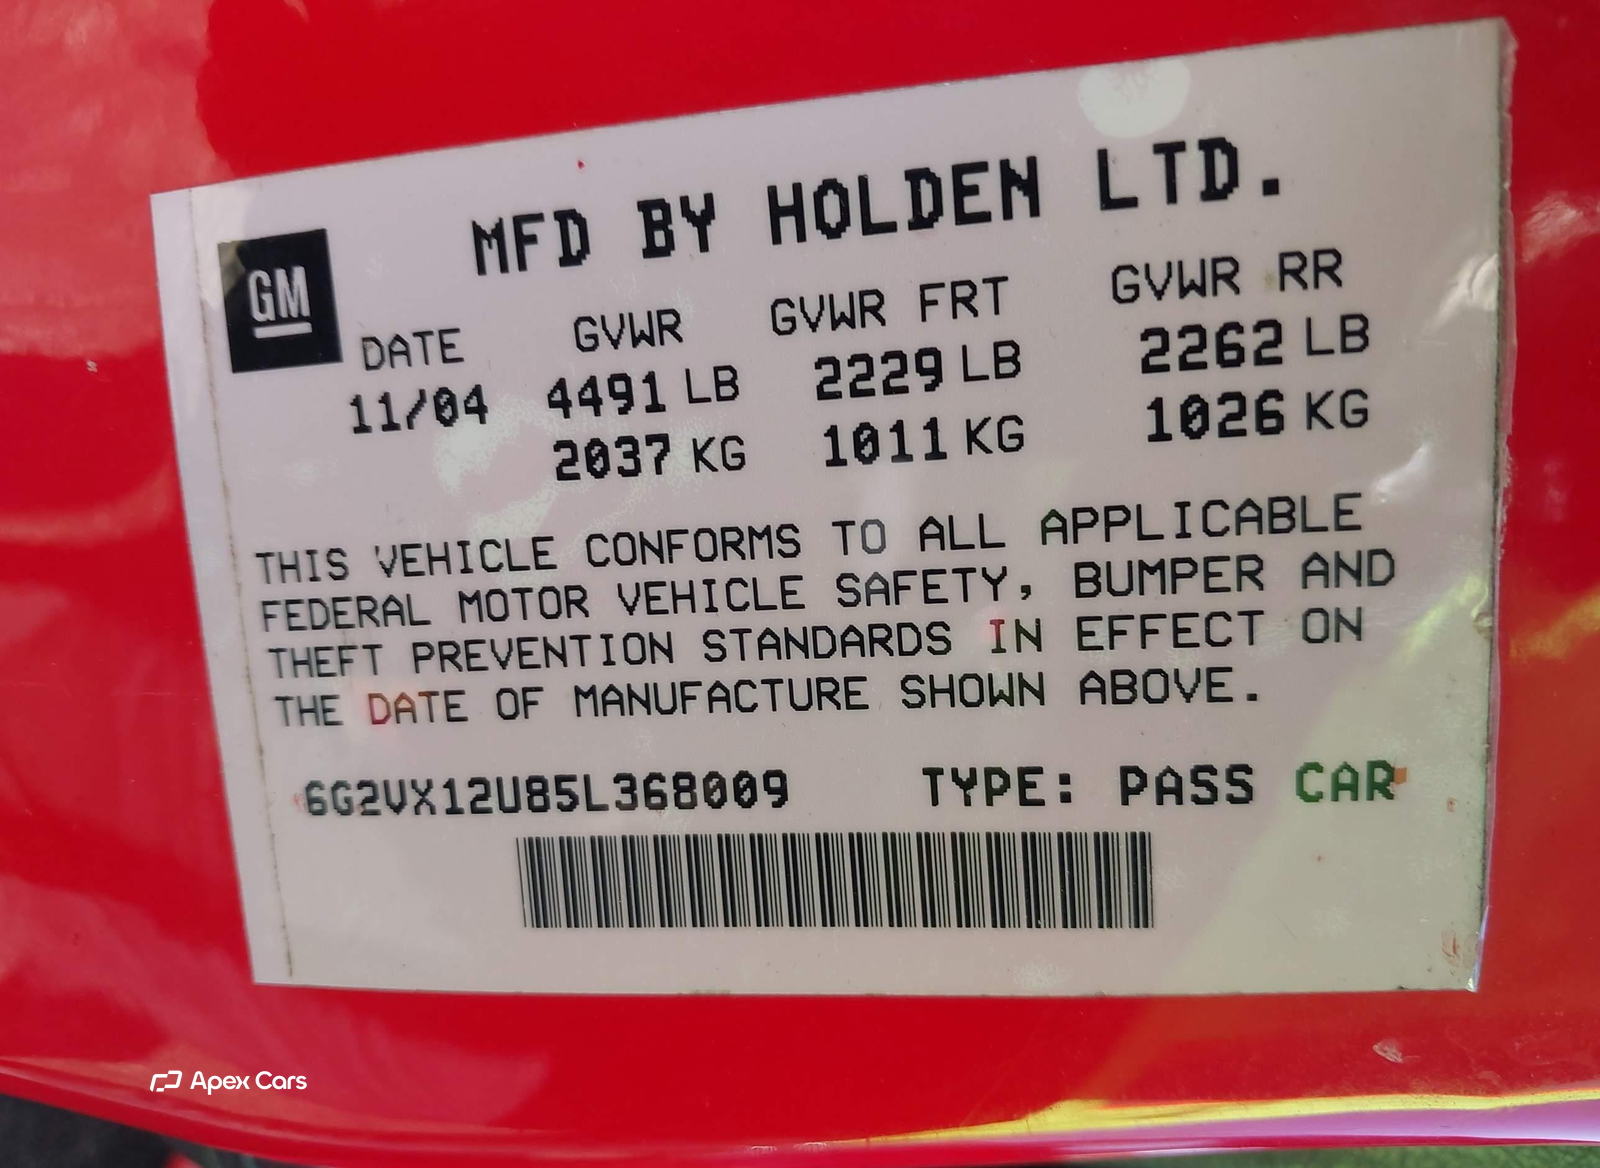 MFD BY HOLDEN LTD.
GM
DATE GVWR GVWR FRT GVWR RR
11/04 4491 LB 2229 LB 2262 LB
2037 KG 1011 KG 1026 KG
THIS VEHICLE CONFORMS TO ALL APPLICABLE
FEDERAL MOTOR VEHICLE SAFETY, BUMPER AND
THEFT PREVENTION STANDARDS IN EFFECT ON
THE DATE OF MANUFACTURE SHOWN ABOVE.
6G2VX12U85L368009 TYPE: PASS CAR
Apex Cars